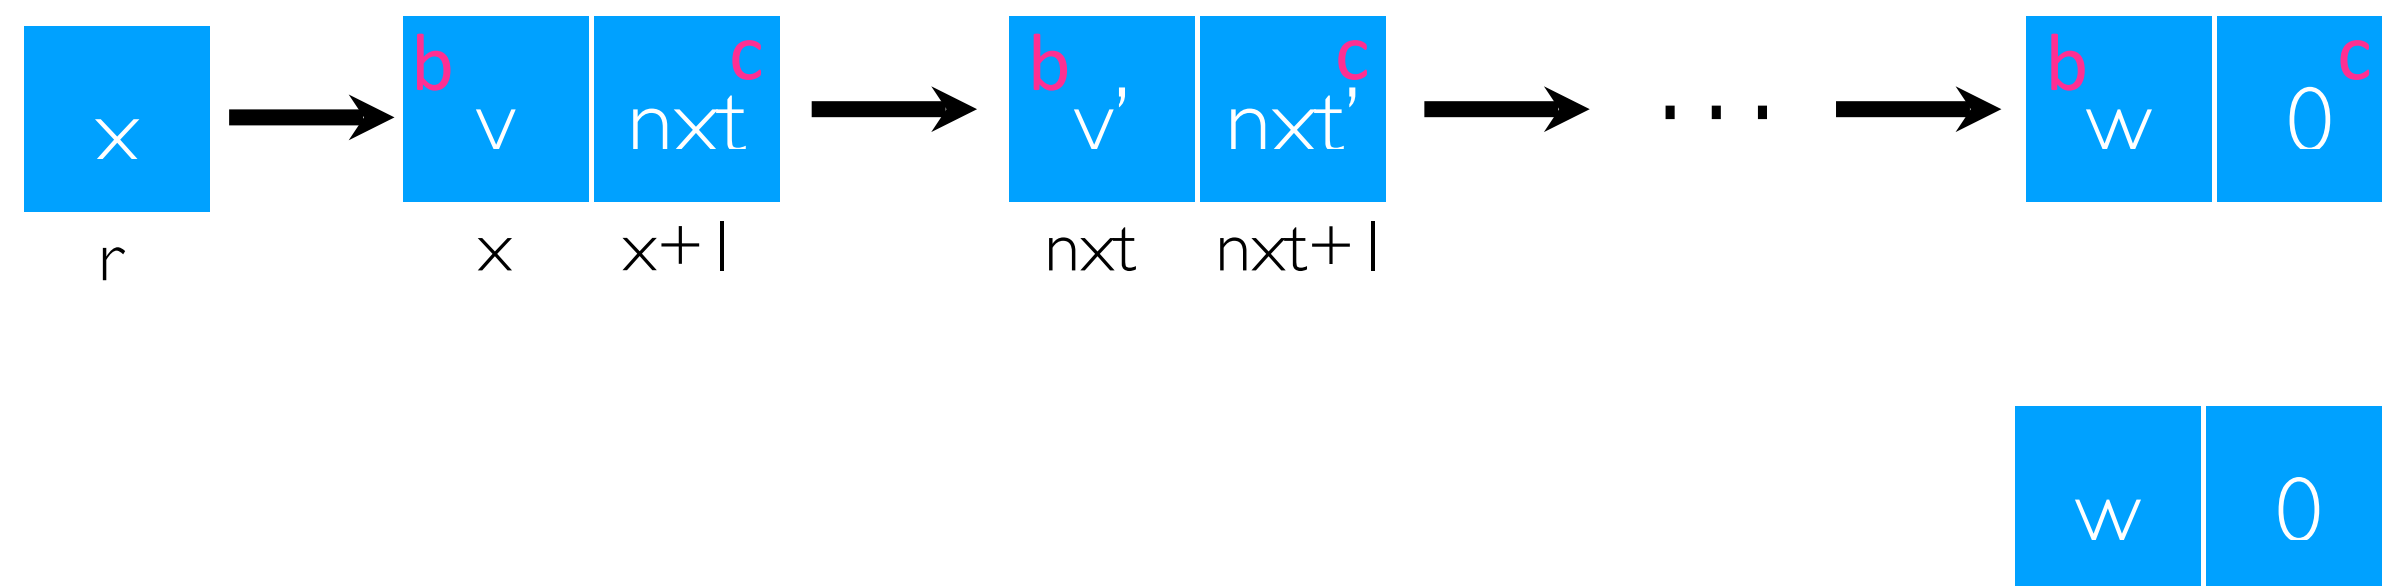 b c b c b c
x v nxt v’ nxt’ ... w 0
r x x+1 nxt nxt+1
w 0